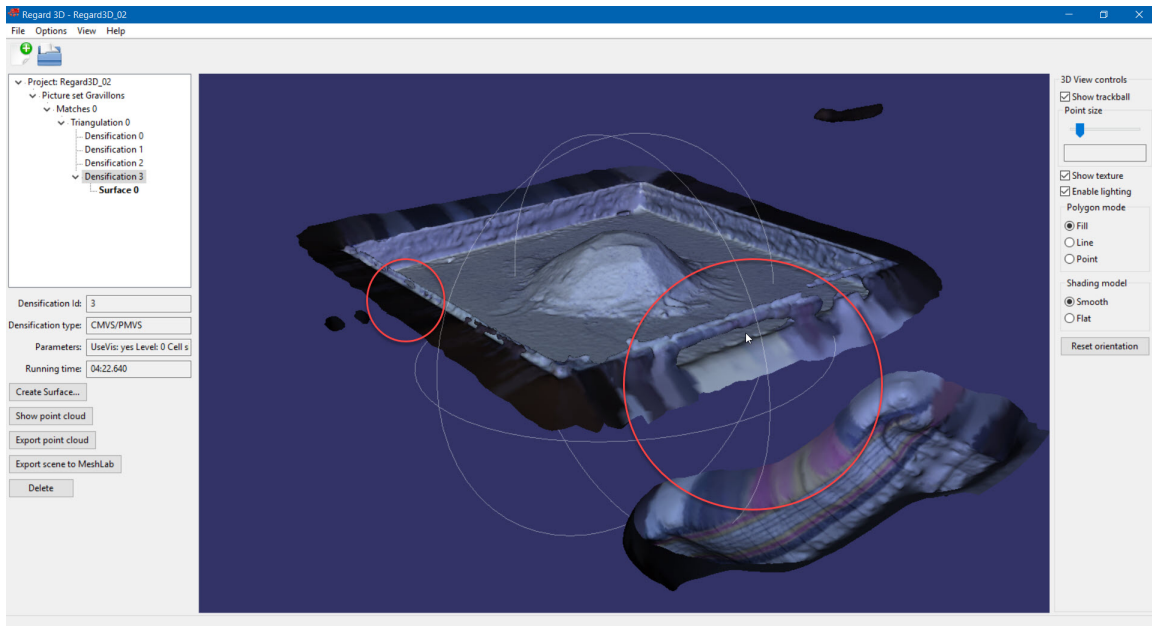 Regard 3D - Regard3D_02
File Options View Help
Project: Regard3D_02
Picture set Gravillons
Matches 0
Triangulation 0
Densification 0
Densification 1
Densification 2
Densification 3
Surface 0
Densification Id: 3
Densification type: CMVS/PMVS
Parameters: UseVis: yes Level: 0 Cell s
Running time: 04:22.640
Create Surface...
Show point cloud
Export point cloud
Export scene to MeshLab
Delete
3D View controls
Show trackball
Point size
Show texture
Enable lighting
Polygon mode
Fill
Line
Point
Shading model
Smooth
Flat
Reset orientation